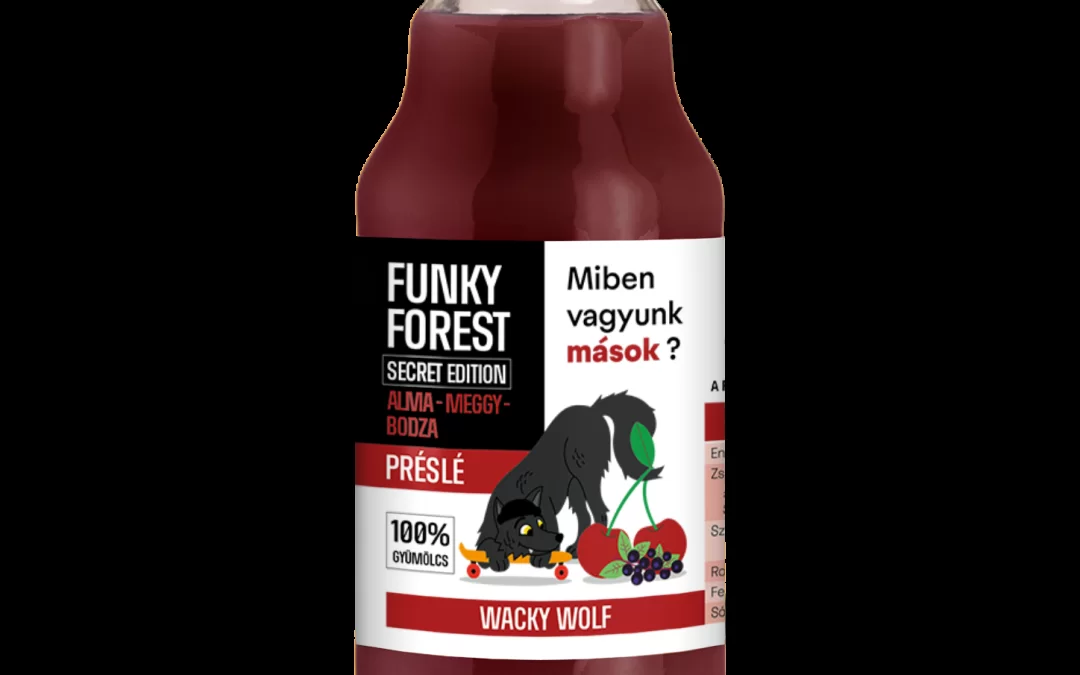 FUNKY
FOREST
SECRET EDITION
ALMA - MEGGY -
BODZA
PRÉSLÉ
100%
GYÜMÖLCS
WACKY WOLF
Miben
vagyunk
mások ?